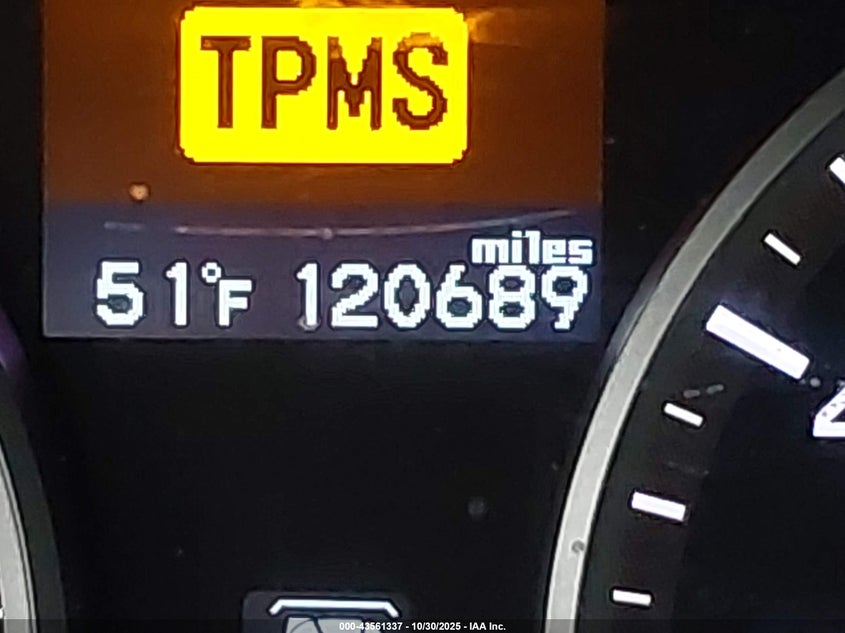 TPMS
miles
51°F 120689
000-43561337 - 10/30/2025 - IAA Inc.